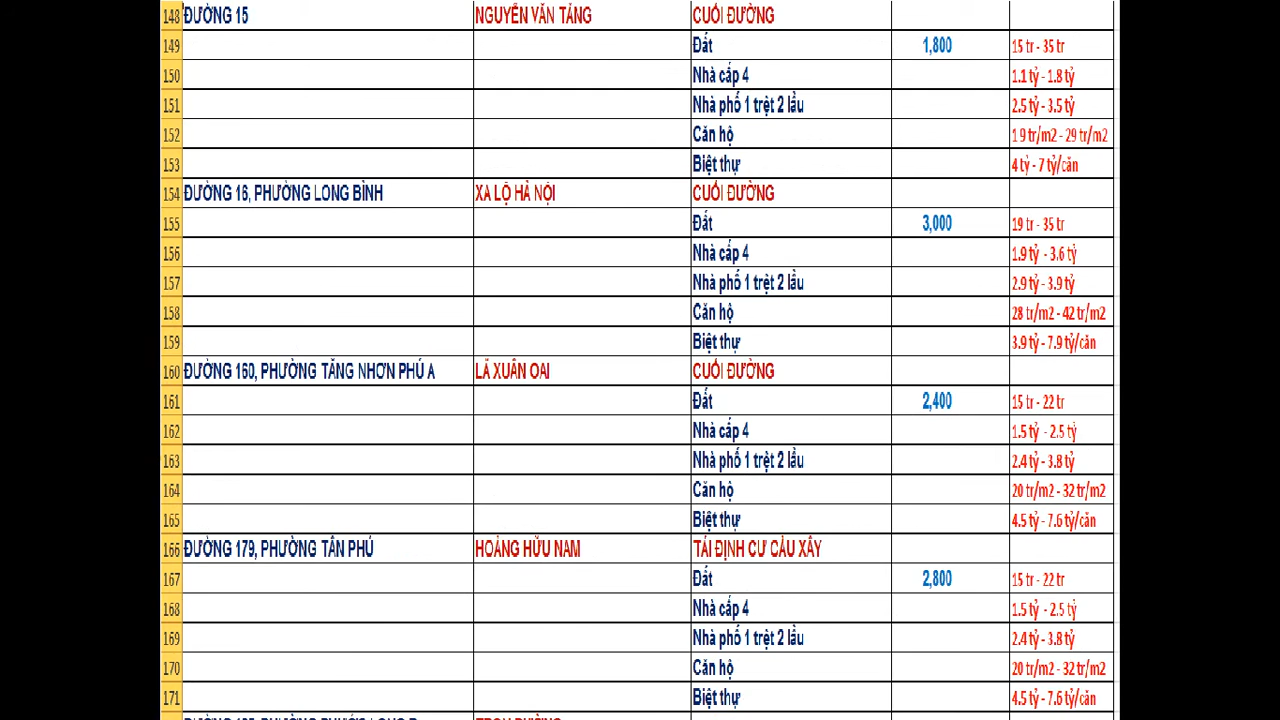 148 ĐƯỜNG 15 NGUYỄN VĂN TĂNG CUỐI ĐƯỜNG
149 Đất 1,800 15 tr - 35 tr
150 Nhà cấp 4 1.1 tỷ - 1.8 tỷ
151 Nhà phố 1 trệt 2 lầu 2.5 tỷ - 3.5 tỷ
152 Căn hộ 19 tr/m2 - 29 tr/m2
153 Biệt thự 4 tỷ - 7 tỷ/căn
154 ĐƯỜNG 16, PHƯỜNG LONG BÌNH XA LỘ HÀ NỘI CUỐI ĐƯỜNG
155 Đất 3,000 19 tr - 35 tr
156 Nhà cấp 4 1.9 tỷ - 3.6 tỷ
157 Nhà phố 1 trệt 2 lầu 2.9 tỷ - 3.9 tỷ
158 Căn hộ 28 tr/m2 - 42 tr/m2
159 Biệt thự 3.9 tỷ - 7.9 tỷ/căn
160 ĐƯỜNG 160, PHƯỜNG TĂNG NHƠN PHÚ A LÃ XUÂN OAI CUỐI ĐƯỜNG
161 Đất 2,400 15 tr - 22 tr
162 Nhà cấp 4 1.5 tỷ - 2.5 tỷ
163 Nhà phố 1 trệt 2 lầu 2.4 tỷ - 3.8 tỷ
164 Căn hộ 20 tr/m2 - 32 tr/m2
165 Biệt thự 4.5 tỷ - 7.6 tỷ/căn
166 ĐƯỜNG 179, PHƯỜNG TÂN PHÚ HOÀNG HỮU NAM TÁI ĐỊNH CƯ CẦU XÂY
167 Đất 2,800 15 tr - 22 tr
168 Nhà cấp 4 1.5 tỷ - 2.5 tỷ
169 Nhà phố 1 trệt 2 lầu 2.4 tỷ - 3.8 tỷ
170 Căn hộ 20 tr/m2 - 32 tr/m2
171 Biệt thự 4.5 tỷ - 7.6 tỷ/căn